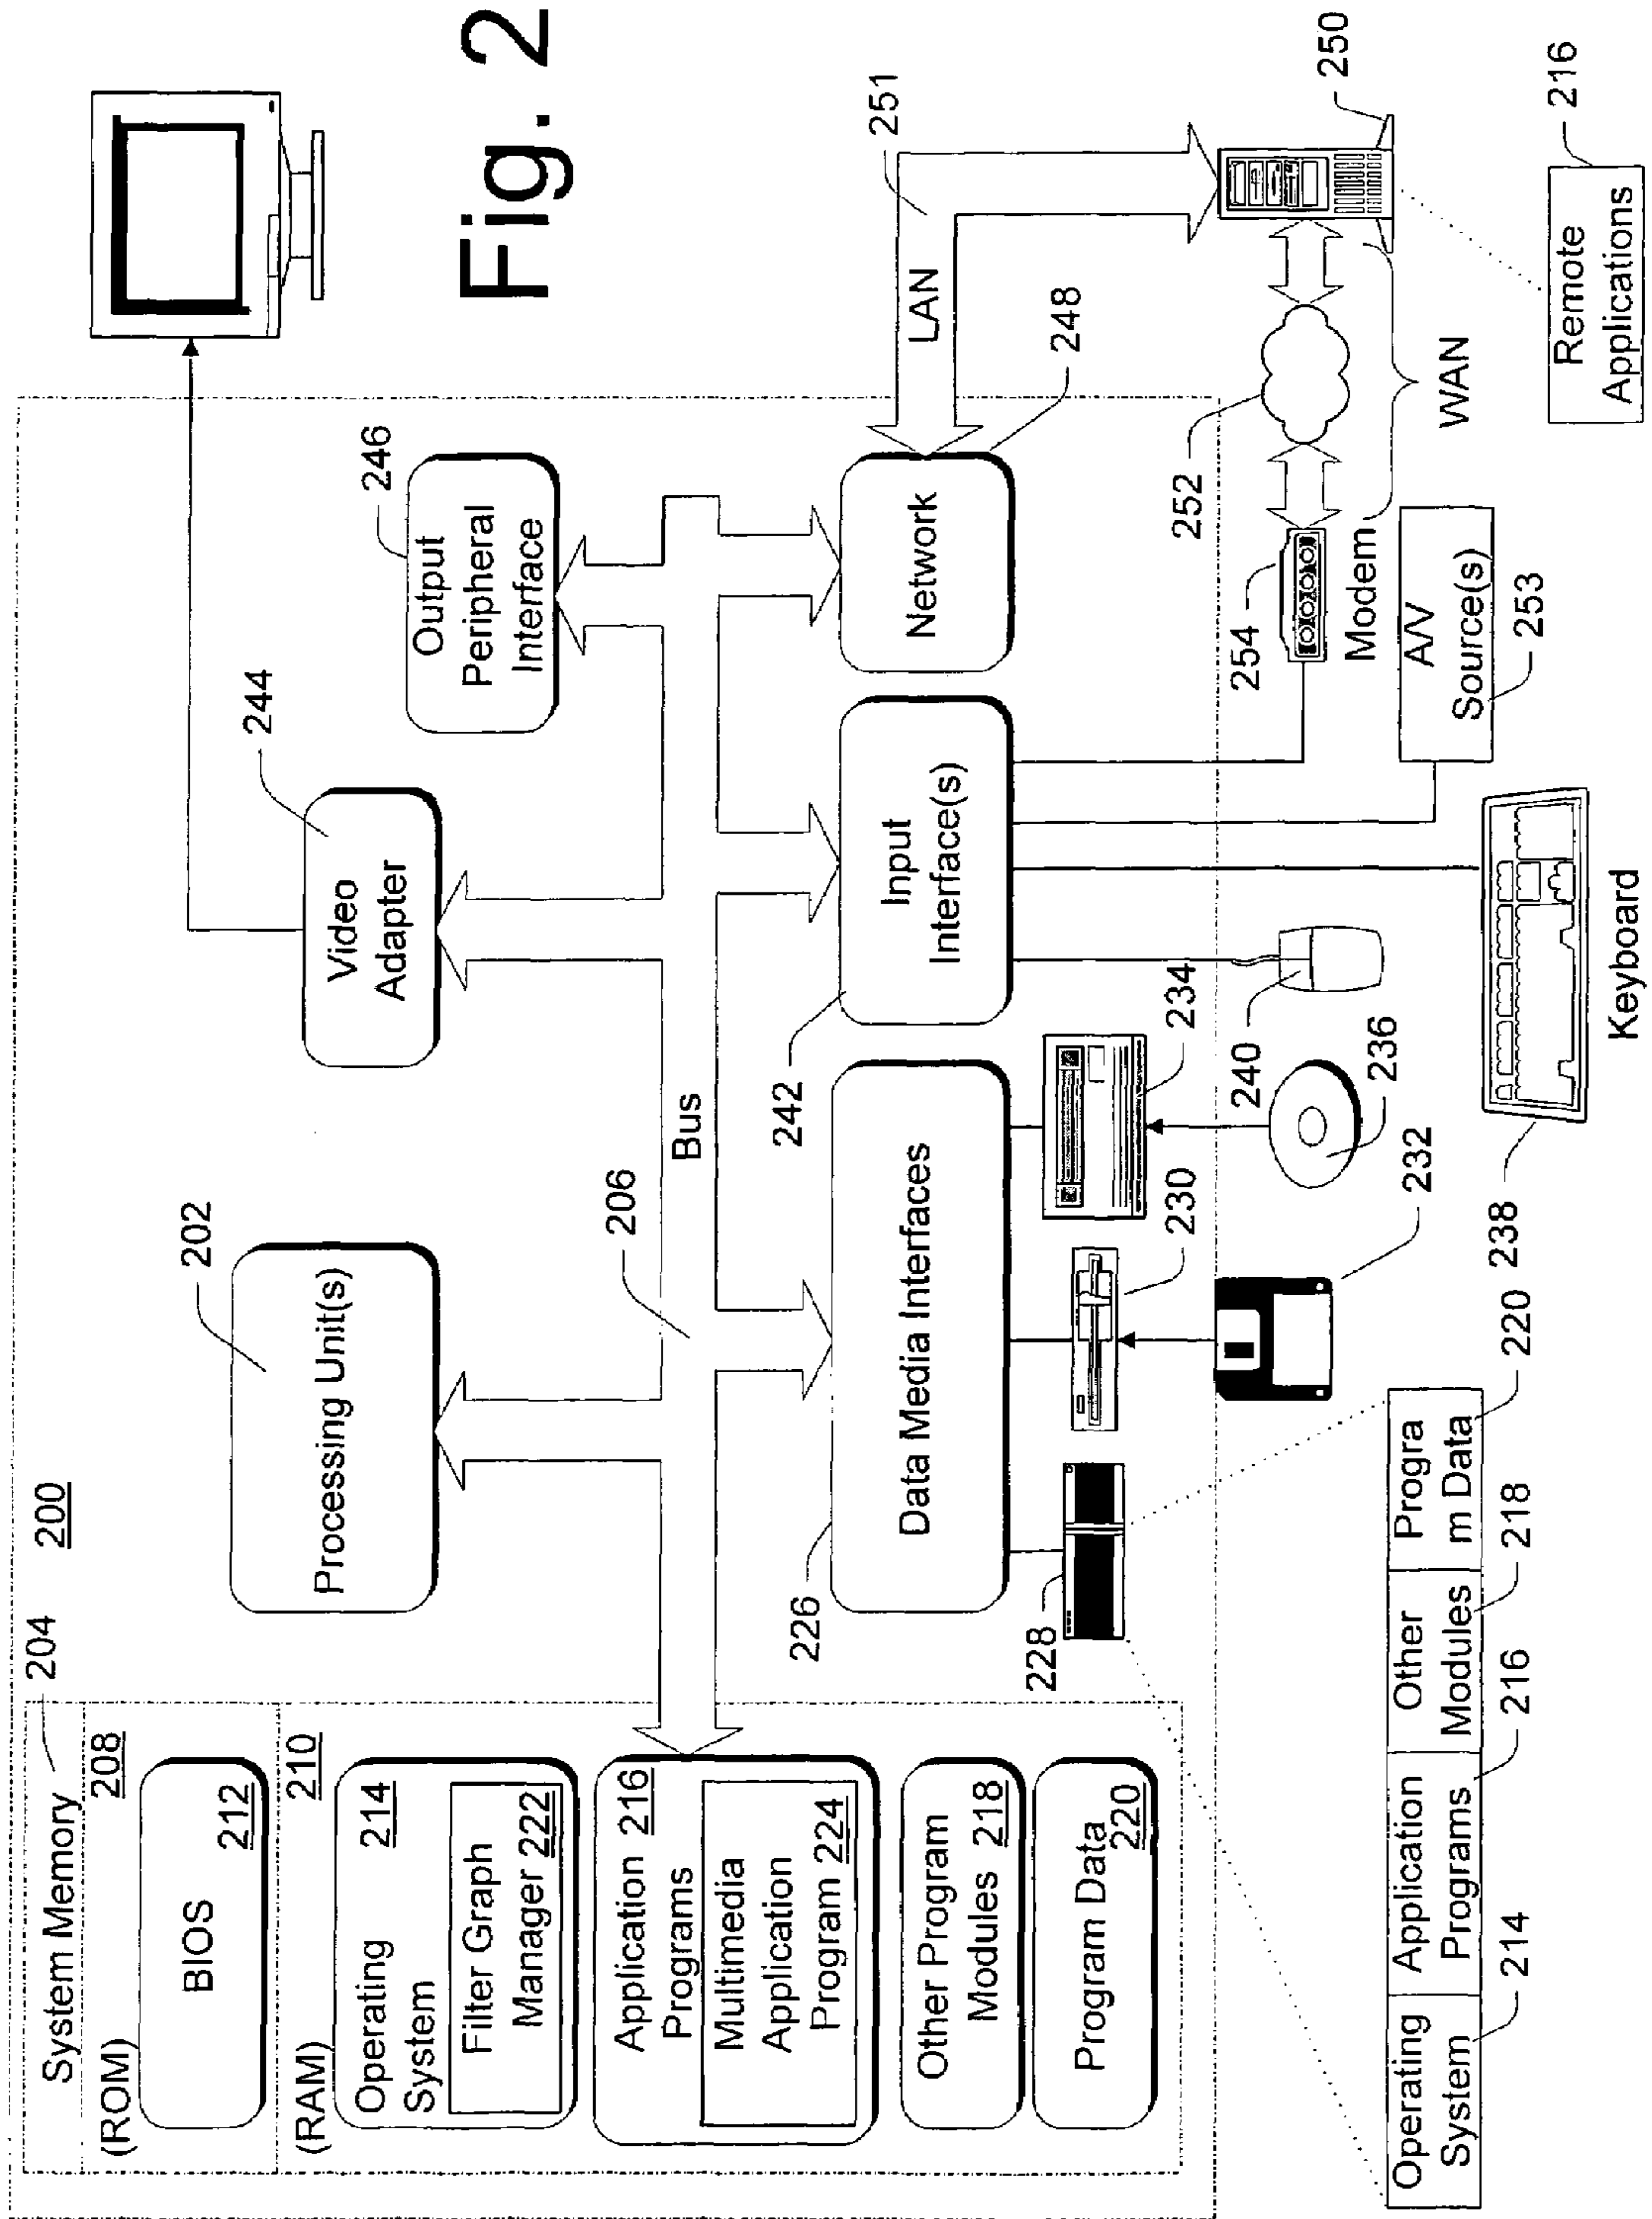 200
System Memory
204
(ROM)
208
BIOS
212
(RAM)
210
Operating
214
System
Filter Graph
Manager 222
Application 216
Programs
Multimedia
Application
Program 224
Other Program
Modules 218
Program Data
220
202
Processing Unit(s)
206
Bus
244
Video
Adapter
246
Output
Peripheral
Interface
Fig. 2
226
Data Media Interfaces
242
Input
Interface(s)
Network
248
LAN
251
228
230
234
240
236
232
254
Modem
252
WAN
250
A/V
Source(s)
253
Remote
Applications
216
238
Keyboard
Operating
System
214
Application
Programs
216
Other
Modules
218
Progra
m Data
220